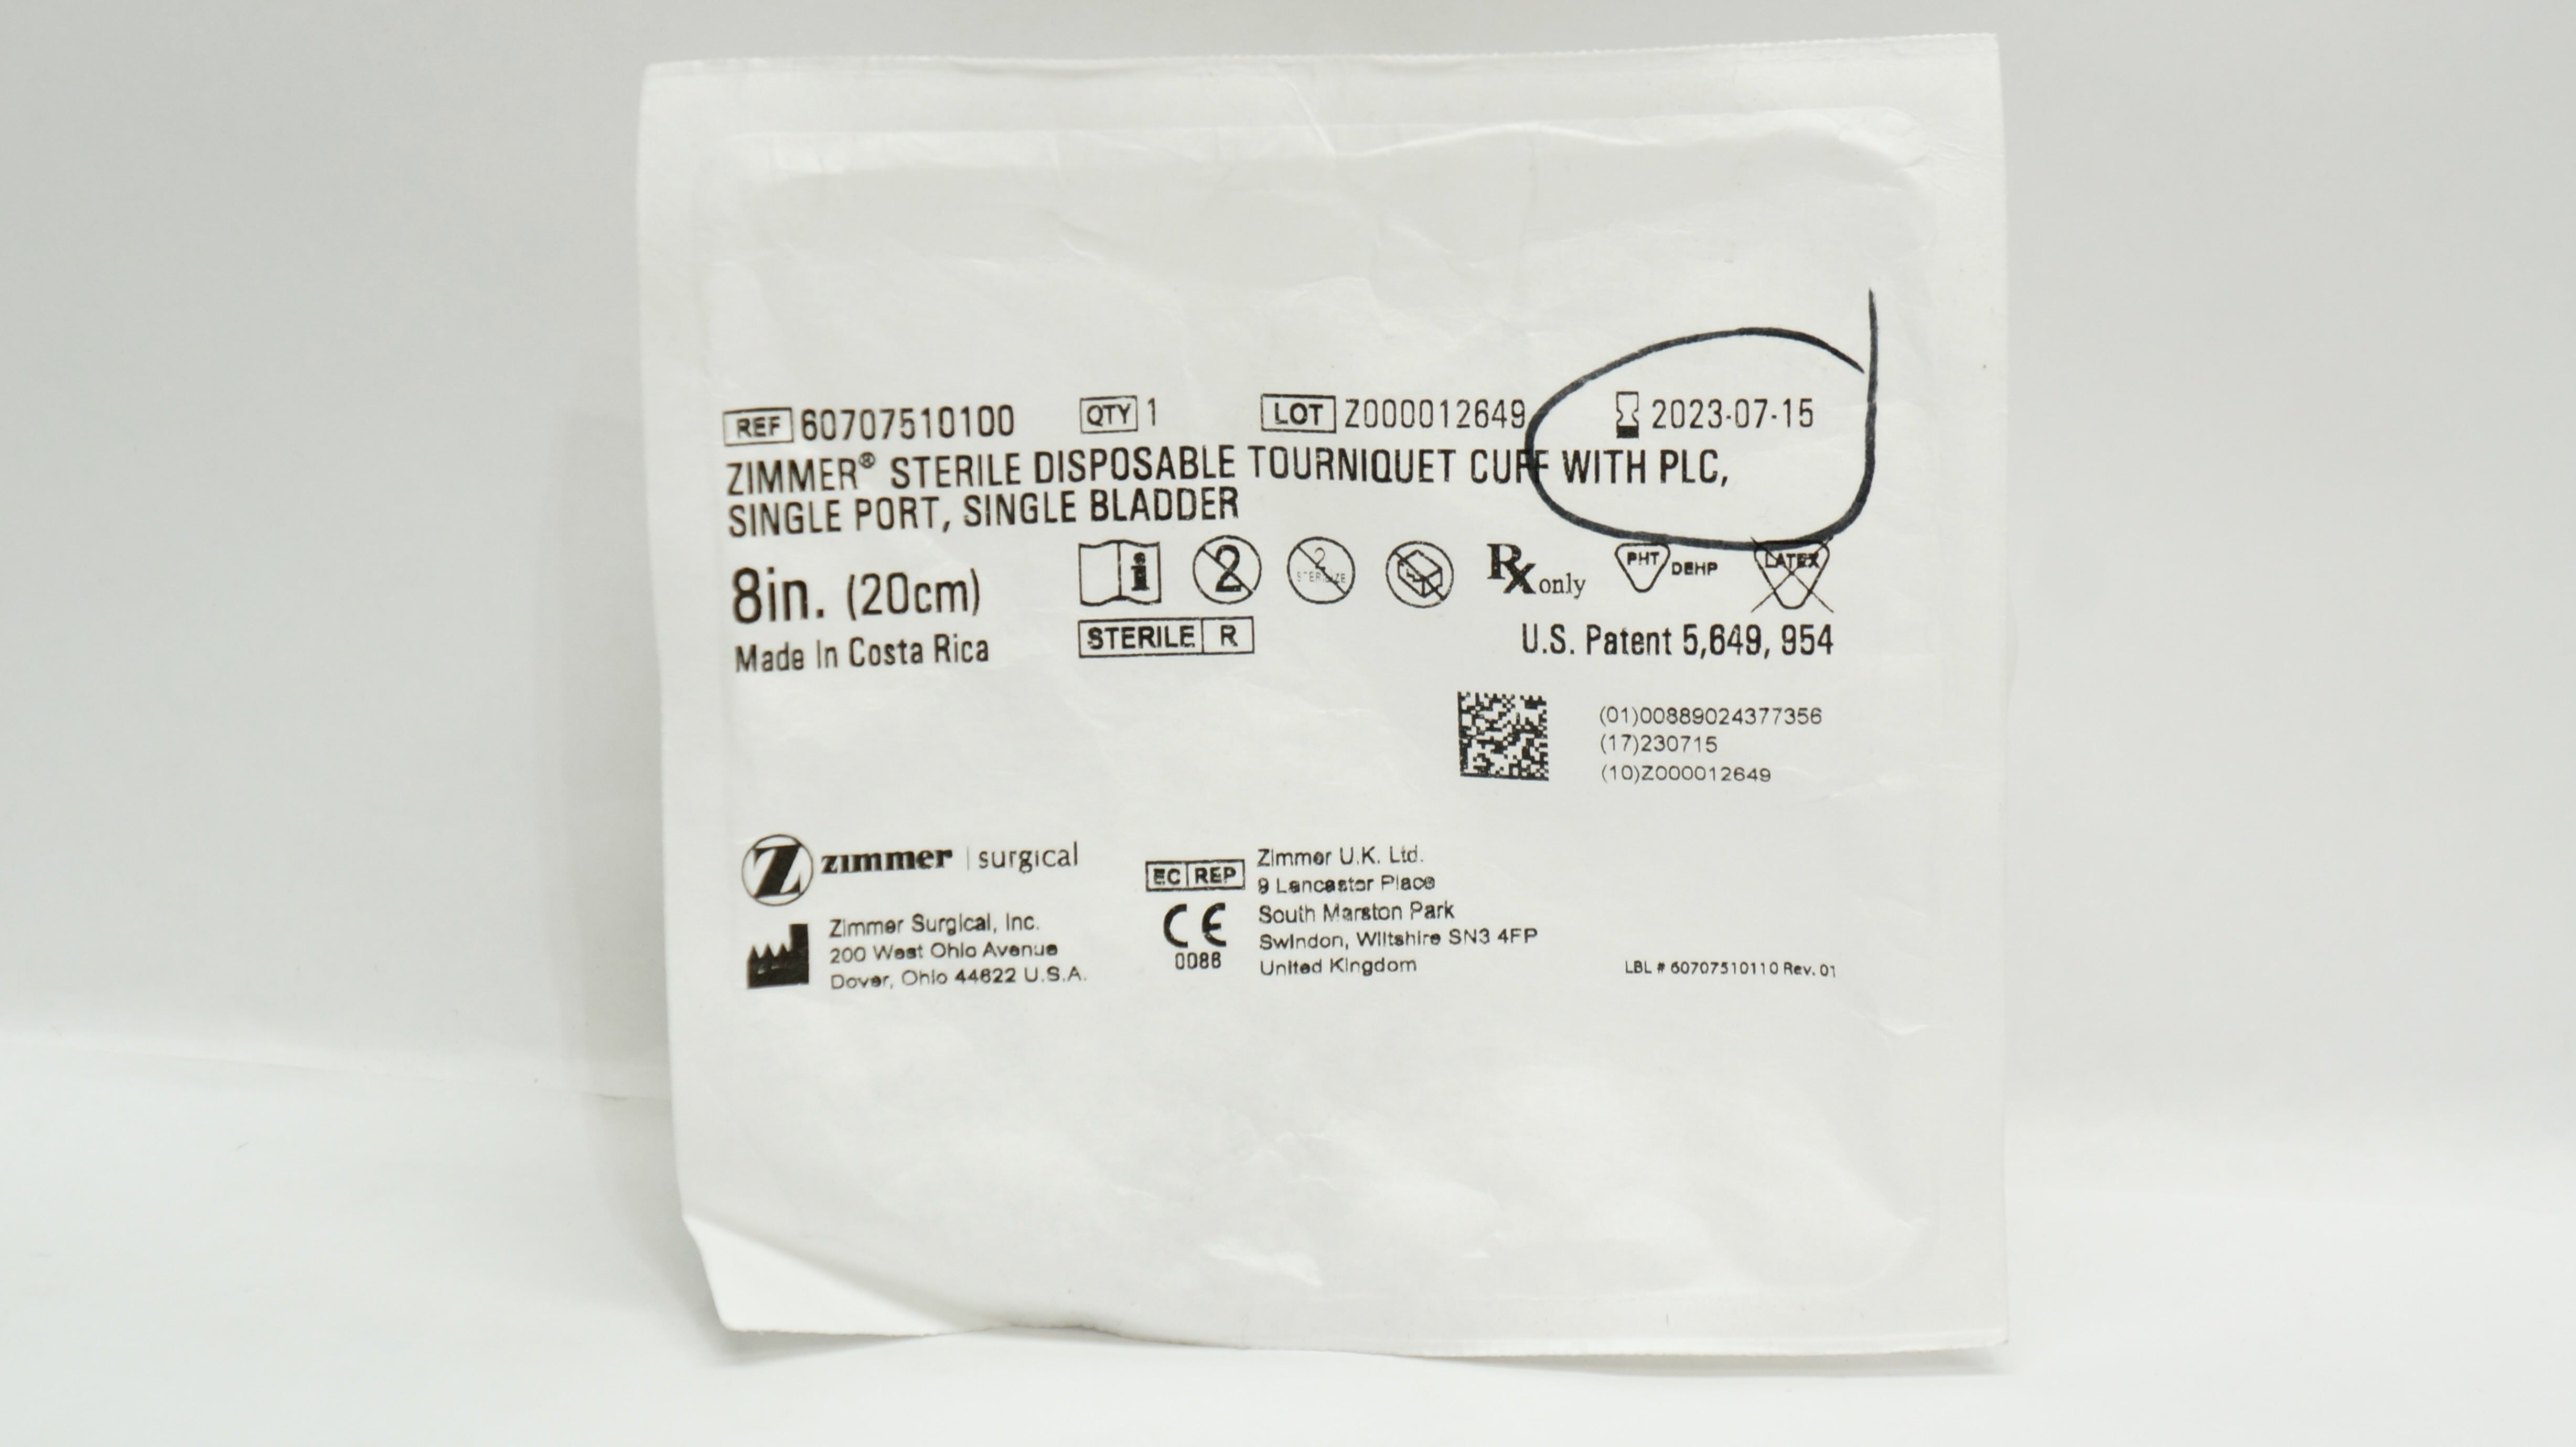 REF 60707510100 QTY 1 LOT Z000012649 2023-07-15
ZIMMER® STERILE DISPOSABLE TOURNIQUET CUFF WITH PLC,
SINGLE PORT, SINGLE BLADDER
8in. (20cm)
Made In Costa Rica
i 2 2 STERILIZE Rx only PHT DEHP LATEX
STERILE R
U.S. Patent 5,649, 954
(01)00889024377356
(17)230715
(10)Z000012649
Z zimmer | surgical
Zimmer Surgical, Inc.
200 West Ohio Avenue
Dover, Ohio 44622 U.S.A.
EC REP
CE
0086
Zimmer U.K. Ltd.
9 Lancaster Place
South Marston Park
Swindon, Wiltshire SN3 4FP
United Kingdom
LBL # 60707510110 Rev. 01